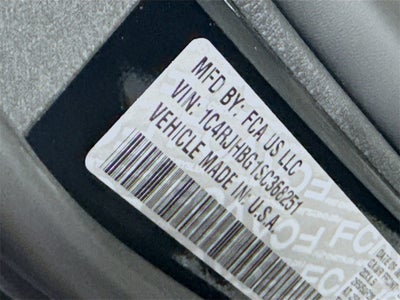 MFD BY: FCA US LLC
VIN: 1C4RJHBG1SC368251
VEHICLE MADE IN: U.S.A.